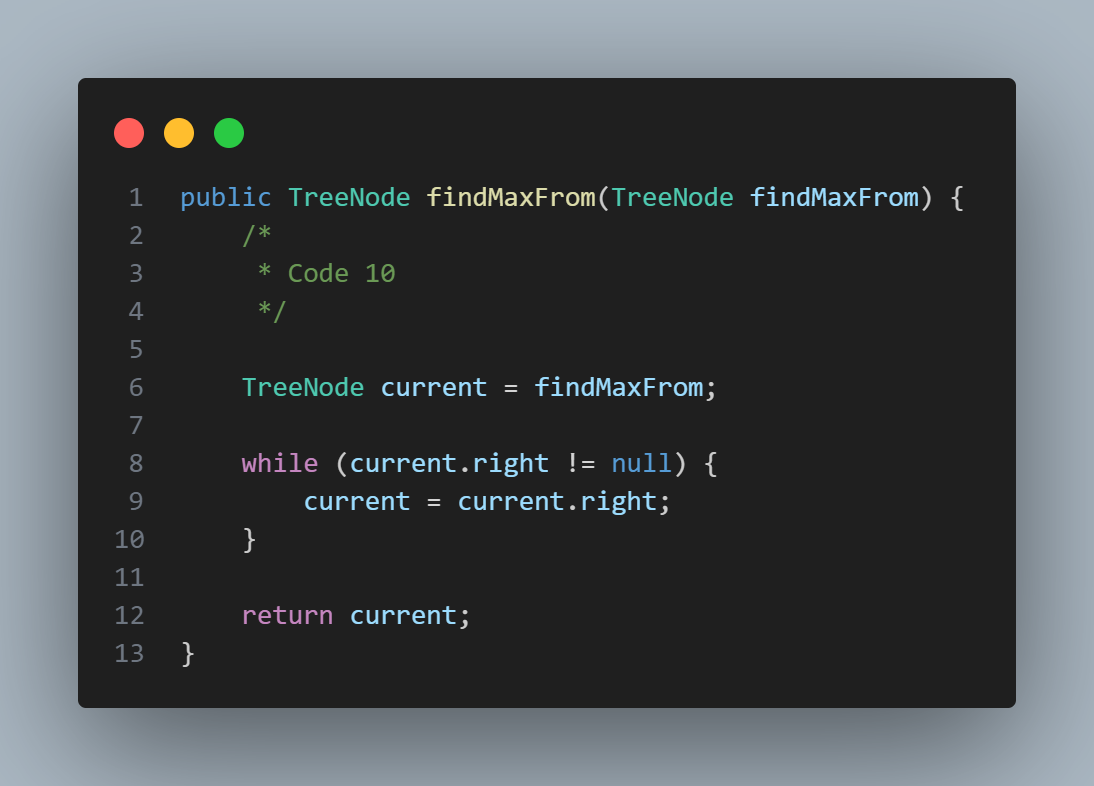 1 public TreeNode findMaxFrom(TreeNode findMaxFrom) {
2     /*
3      * Code 10
4      */
5
6     TreeNode current = findMaxFrom;
7
8     while (current.right != null) {
9         current = current.right;
10     }
11
12     return current;
13 }